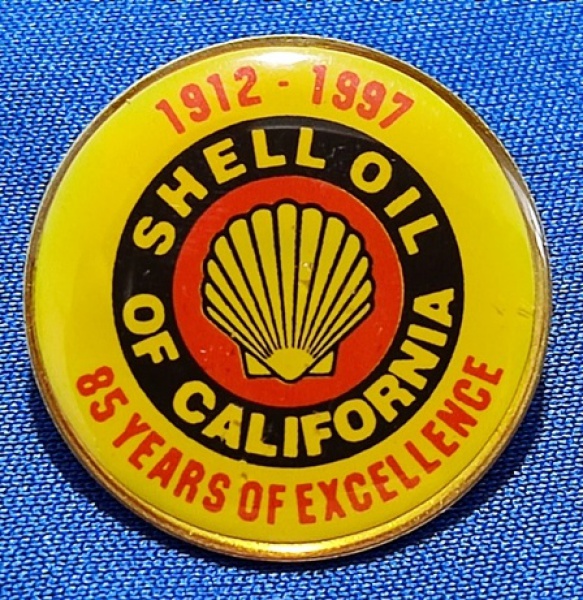 1912 - 1997
SHELL OIL
OF CALIFORNIA
85 YEARS OF EXCELLENCE